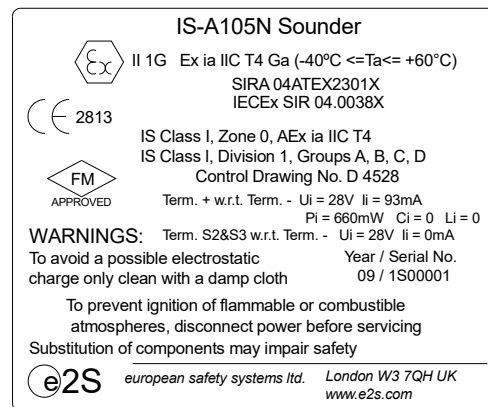 IS-A105N Sounder
Ex II 1G Ex ia IIC T4 Ga (-40ºC <=Ta<= +60°C)
SIRA 04ATEX2301X
IECEx SIR 04.0038X
CE 2813
IS Class I, Zone 0, AEx ia IIC T4
IS Class I, Division 1, Groups A, B, C, D
FM
APPROVED
Control Drawing No. D 4528
Term. + w.r.t. Term. - Ui = 28V Ii = 93mA
Pi = 660mW Ci = 0 Li = 0
WARNINGS: Term. S2&S3 w.r.t. Term. - Ui = 28V Ii = 0mA
To avoid a possible electrostatic
charge only clean with a damp cloth
Year / Serial No.
09 / 1S00001
To prevent ignition of flammable or combustible
atmospheres, disconnect power before servicing
Substitution of components may impair safety
e2S european safety systems ltd. London W3 7QH UK
www.e2s.com